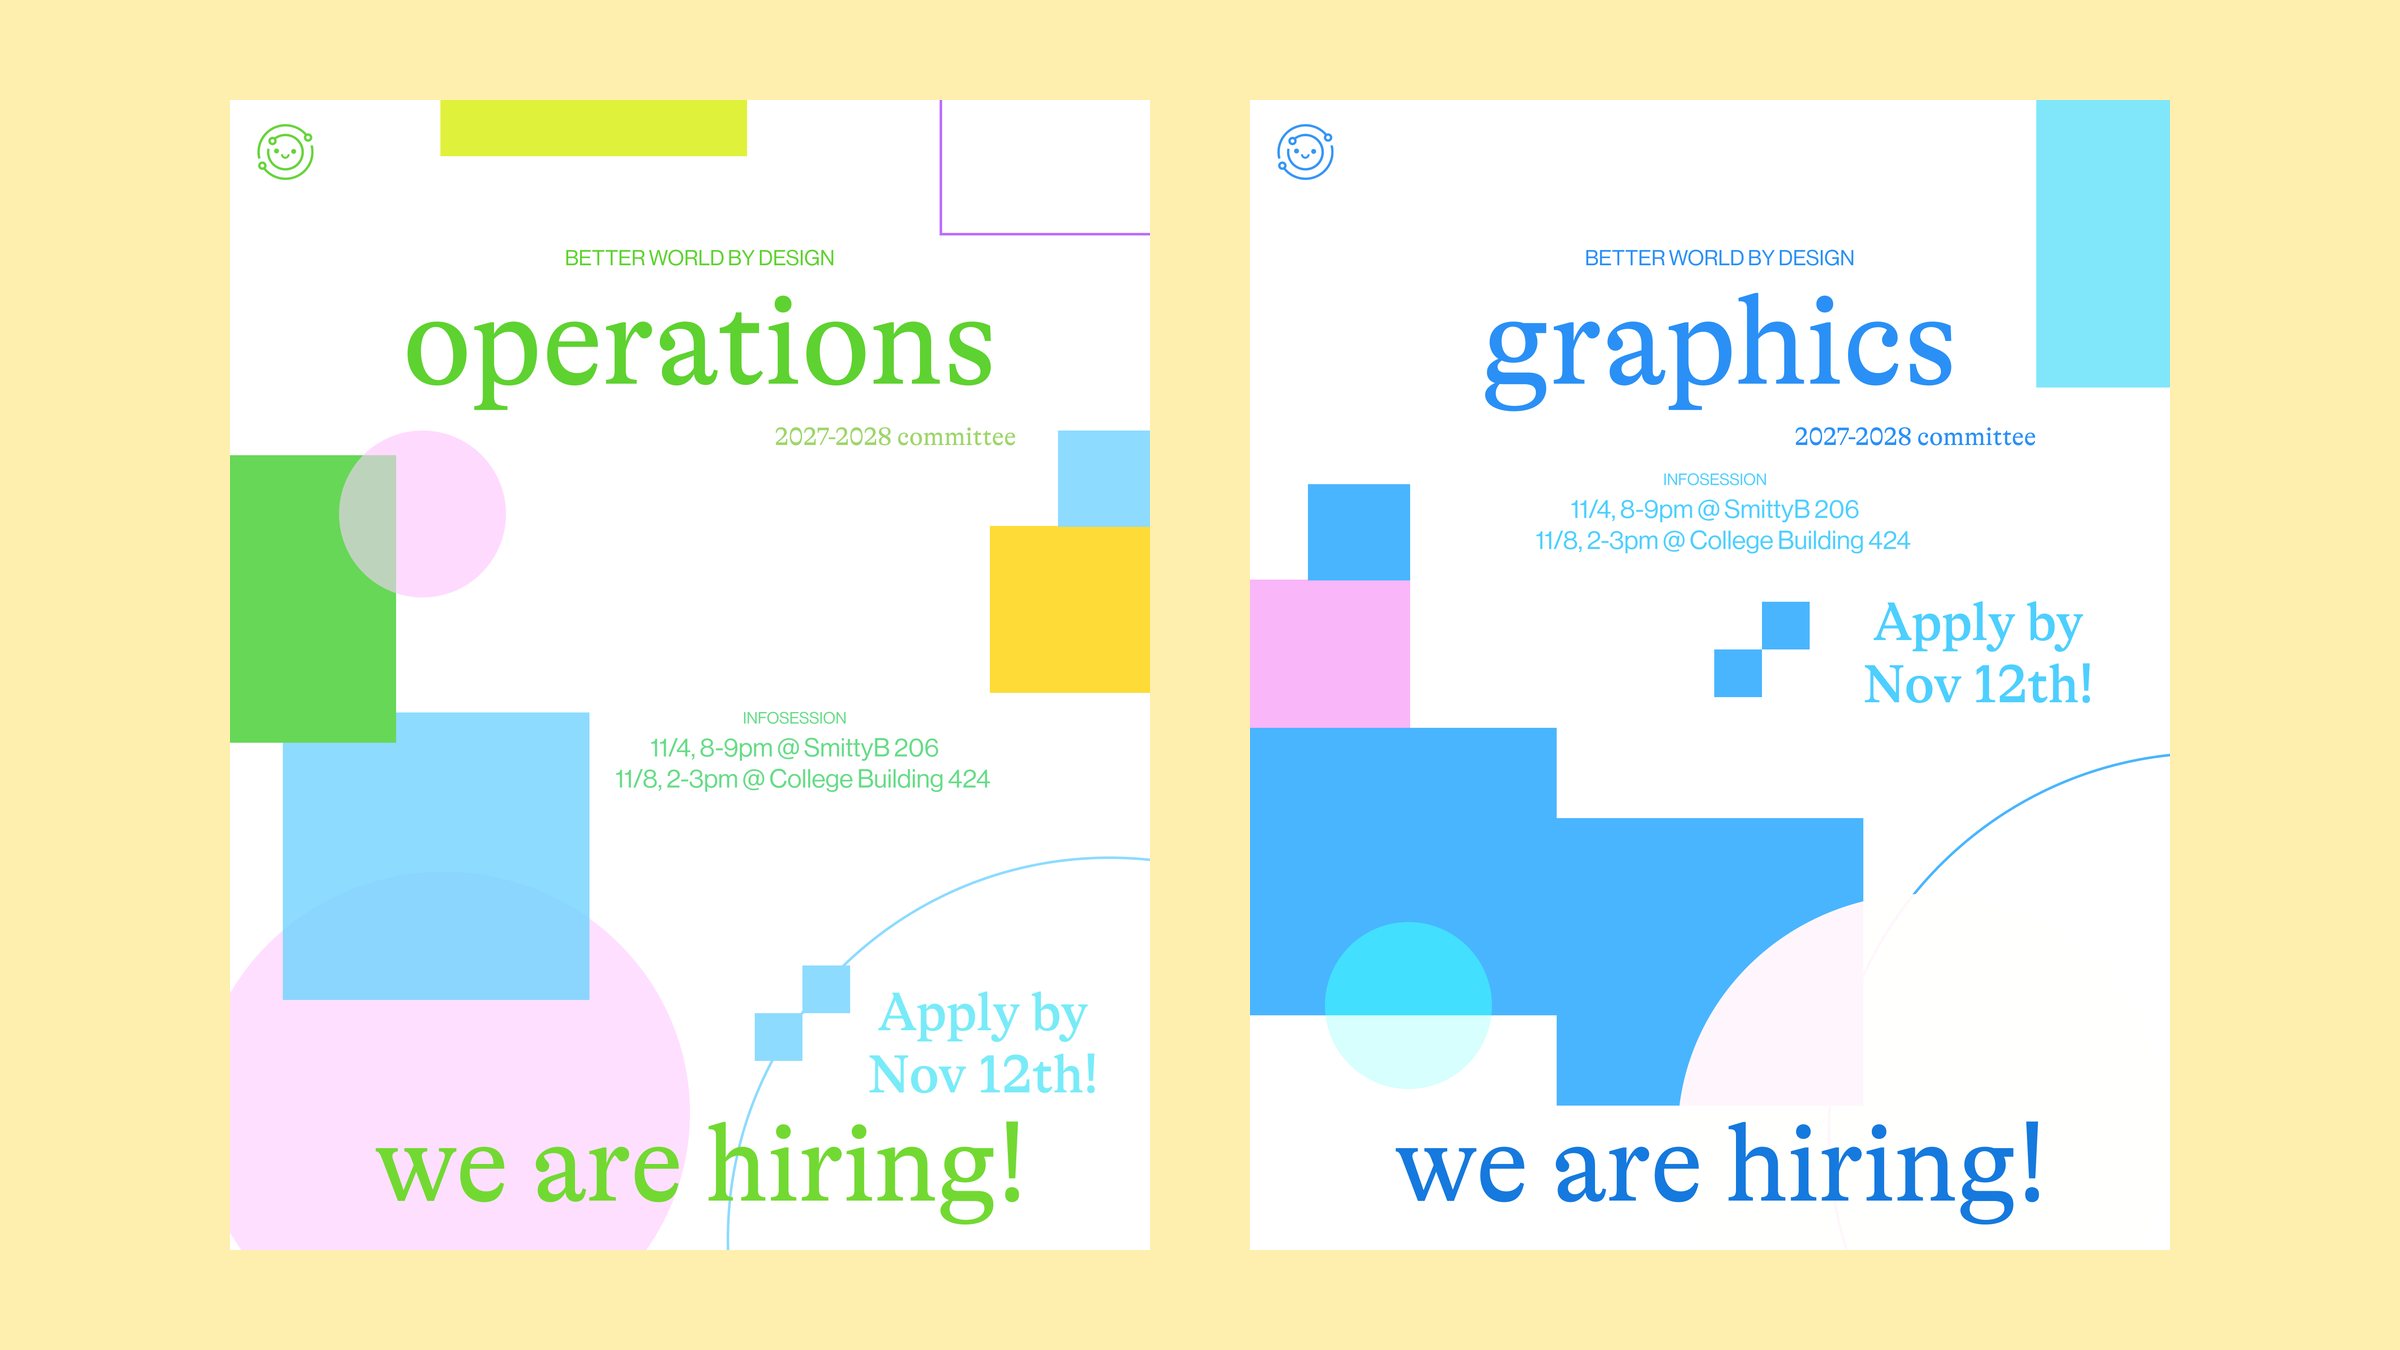 BETTER WORLD BY DESIGN
operations
2027-2028 committee
INFOSESSION
11/4, 8-9pm @ SmittyB 206
11/8, 2-3pm @ College Building 424
Apply by
Nov 12th!
we are hiring!
BETTER WORLD BY DESIGN
graphics
2027-2028 committee
INFOSESSION
11/4, 8-9pm @ SmittyB 206
11/8, 2-3pm @ College Building 424
Apply by
Nov 12th!
we are hiring!